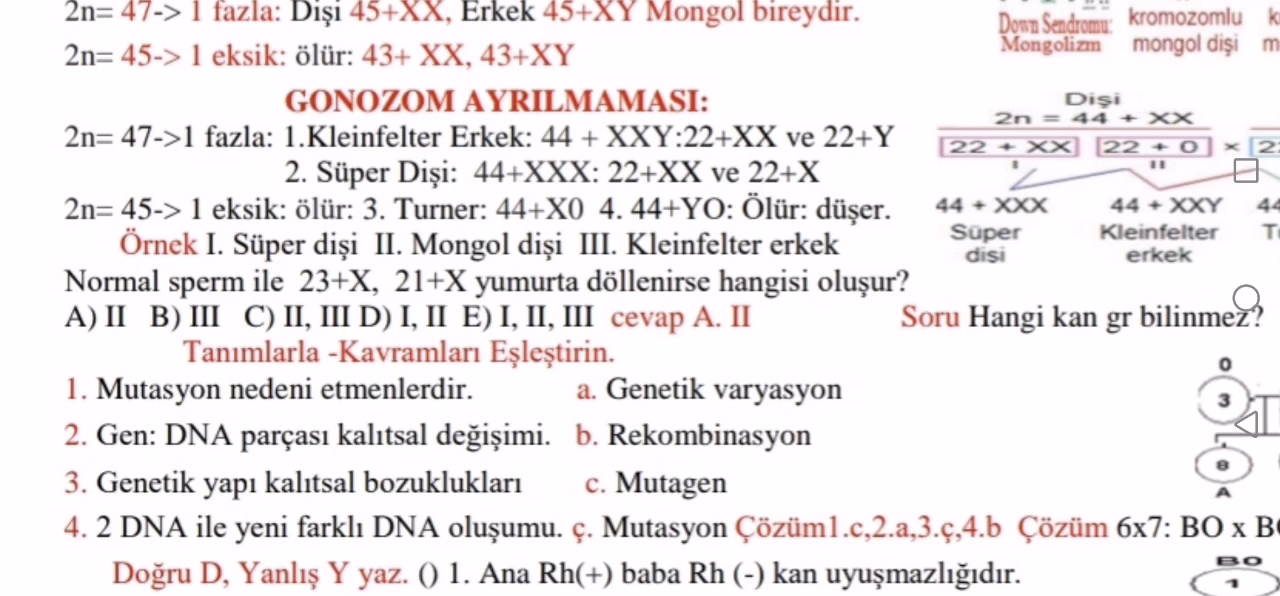 2n= 47-> 1 fazla: Dişi 45+XX, Erkek 45+XY Mongol bireydir.
2n= 45-> 1 eksik: ölür: 43+ XX, 43+XY
Down Sendromu: kromozomlu
Mongolizm mongol dişi
GONOZOM AYRILMAMASI:
2n= 47->1 fazla: 1.Kleinfelter Erkek: 44 + XXY:22+XX ve 22+Y
2. Süper Dişi: 44+XXX: 22+XX ve 22+X
2n= 45-> 1 eksik: ölür: 3. Turner: 44+X0 4. 44+YO: Ölür: düşer.
Dişi
2n = 44 + XX
22 + XX 22 + 0 ×
I II
44 + XXX 44 + XXY 44
Süper Kleinfelter
disi erkek
Örnek I. Süper dişi II. Mongol dişi III. Kleinfelter erkek
Normal sperm ile 23+X, 21+X yumurta döllenirse hangisi oluşur?
A) II B) III C) II, III D) I, II E) I, II, III cevap A. II
Soru Hangi kan gr bilinmez?
Tanımlarla -Kavramları Eşleştirin.
1. Mutasyon nedeni etmenlerdir. a. Genetik varyasyon
2. Gen: DNA parçası kalıtsal değişimi. b. Rekombinasyon
3. Genetik yapı kalıtsal bozuklukları c. Mutagen
4. 2 DNA ile yeni farklı DNA oluşumu. ç. Mutasyon Çözüm1.c,2.a,3.ç,4.b Çözüm 6x7: BO x
0
3
8
A
BO
1
Doğru D, Yanlış Y yaz. () 1. Ana Rh(+) baba Rh (-) kan uyuşmazlığıdır.